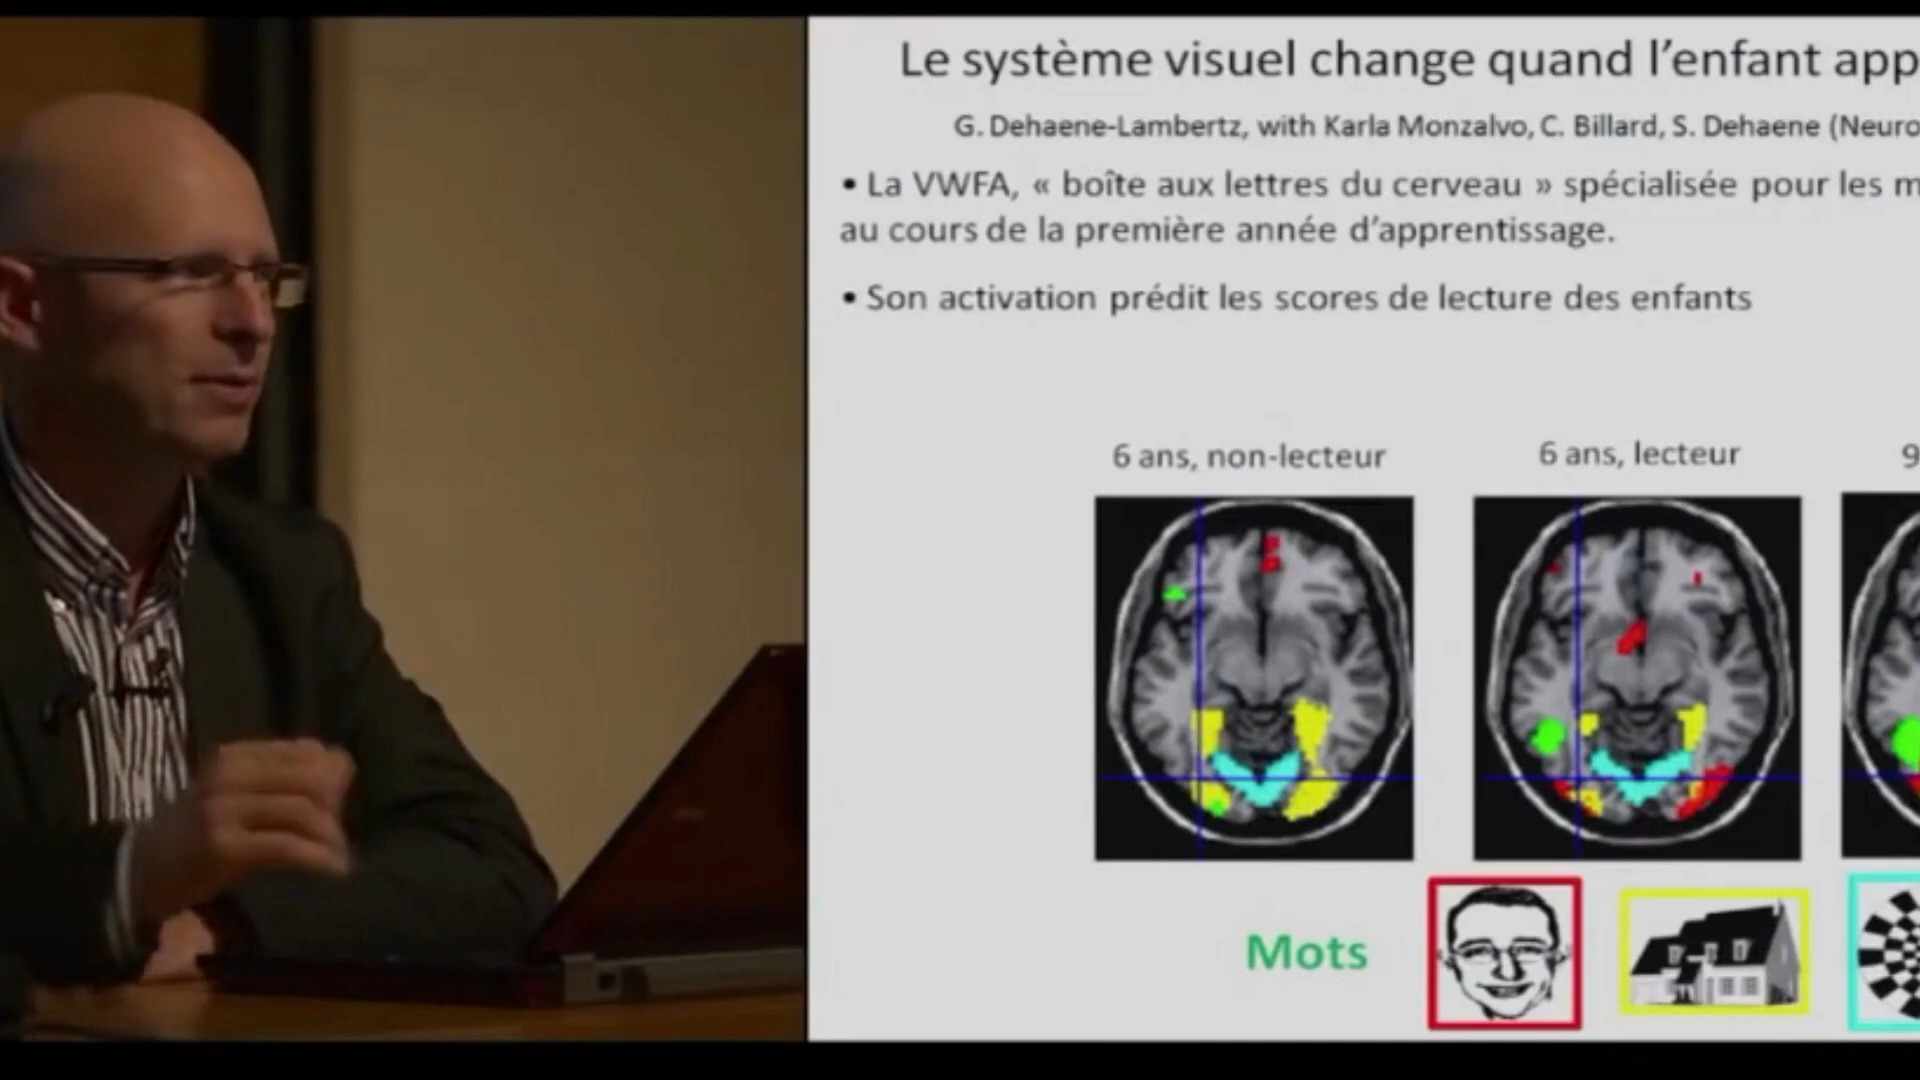 Le système visuel change quand l'enfant app
G. Dehaene-Lambertz, with Karla Monzalvo, C. Billard, S. Dehaene (Neuro
• La VWFA, « boîte aux lettres du cerveau » spécialisée pour les m
au cours de la première année d'apprentissage.
• Son activation prédit les scores de lecture des enfants
6 ans, non-lecteur
6 ans, lecteur
9
Mots